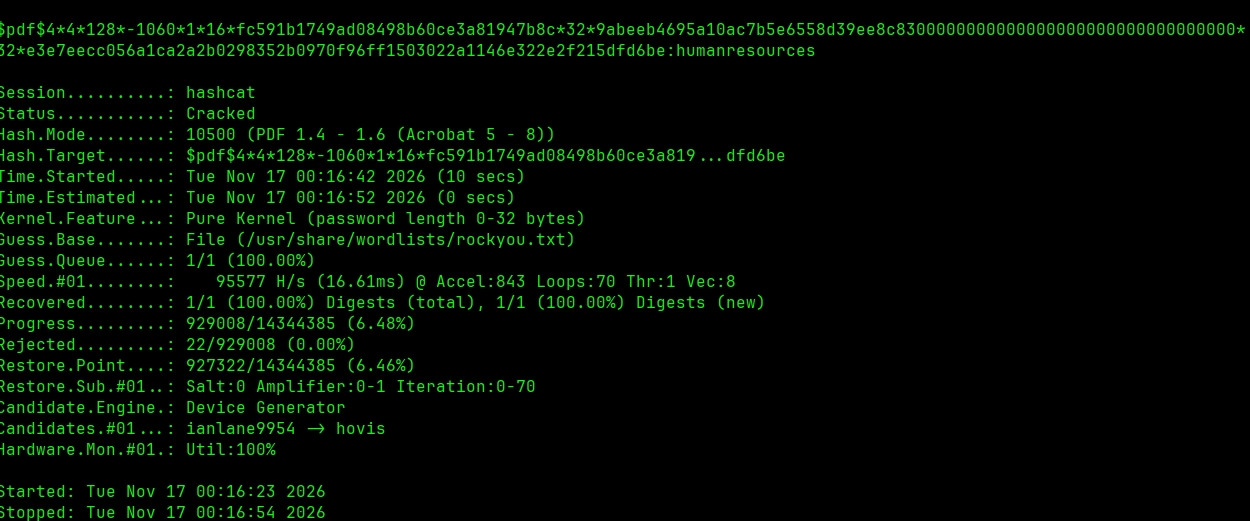 $pdf$4*4*128*-1060*1*16*fc591b1749ad08498b60ce3a81947b8c*32*9abeeb4695a10ac7b5e6558d39ee8c8300000000000000000000000000000000*
32*e3e7eecc056a1ca2a2b0298352b0970f96ff1503022a1146e322e2f215dfd6be:humanresources
Session..........: hashcat
Status...........: Cracked
Hash.Mode........: 10500 (PDF 1.4 - 1.6 (Acrobat 5 - 8))
Hash.Target......: $pdf$4*4*128*-1060*1*16*fc591b1749ad08498b60ce3a819...dfd6be
Time.Started.....: Tue Nov 17 00:16:42 2026 (10 secs)
Time.Estimated...: Tue Nov 17 00:16:52 2026 (0 secs)
Kernel.Feature...: Pure Kernel (password length 0-32 bytes)
Guess.Base.......: File (/usr/share/wordlists/rockyou.txt)
Guess.Queue......: 1/1 (100.00%)
Speed.#01........:    95577 H/s (16.61ms) @ Accel:843 Loops:70 Thr:1 Vec:8
Recovered........: 1/1 (100.00%) Digests (total), 1/1 (100.00%) Digests (new)
Progress.........: 929008/14344385 (6.48%)
Rejected.........: 22/929008 (0.00%)
Restore.Point....: 927322/14344385 (6.46%)
Restore.Sub.#01..: Salt:0 Amplifier:0-1 Iteration:0-70
Candidate.Engine.: Device Generator
Candidates.#01...: ianlane9954 -> hovis
Hardware.Mon.#01.: Util:100%
Started: Tue Nov 17 00:16:23 2026
Stopped: Tue Nov 17 00:16:54 2026